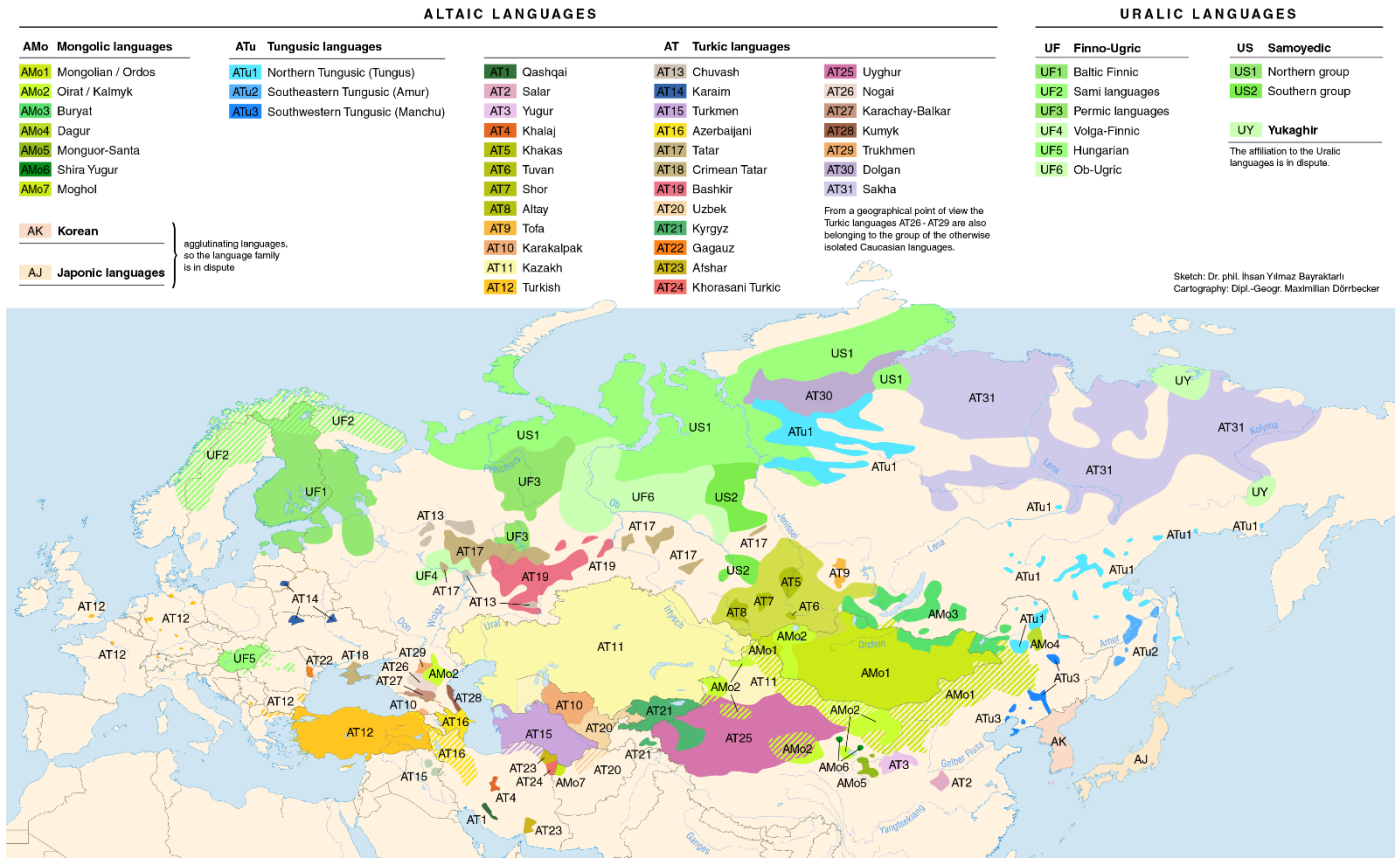 ALTAIC LANGUAGES
URALIC LANGUAGES
AMo Mongolic languages
AMo1 Mongolian / Ordos
AMo2 Oirat / Kalmyk
AMo3 Buryat
AMo4 Dagur
AMo5 Monguor-Santa
AMo6 Shira Yugur
AMo7 Moghol
AK Korean
AJ Japonic languages
agglutinating languages,
so the language family
is in dispute
ATu Tungusic languages
ATu1 Northern Tungusic (Tungus)
ATu2 Southeastern Tungusic (Amur)
ATu3 Southwestern Tungusic (Manchu)
AT Turkic languages
AT1 Qashqai
AT2 Salar
AT3 Yugur
AT4 Khalaj
AT5 Khakas
AT6 Tuvan
AT7 Shor
AT8 Altay
AT9 Tofa
AT10 Karakalpak
AT11 Kazakh
AT12 Turkish
AT13 Chuvash
AT14 Karaim
AT15 Turkmen
AT16 Azerbaijani
AT17 Tatar
AT18 Crimean Tatar
AT19 Bashkir
AT20 Uzbek
AT21 Kyrgyz
AT22 Gagauz
AT23 Afshar
AT24 Khorasani Turkic
AT25 Uyghur
AT26 Nogai
AT27 Karachay-Balkar
AT28 Kumyk
AT29 Trukhmen
AT30 Dolgan
AT31 Sakha
From a geographical point of view the
Turkic languages AT26 - AT29 are also
belonging to the group of the otherwise
isolated Caucasian languages.
UF Finno-Ugric
UF1 Baltic Finnic
UF2 Sami languages
UF3 Permic languages
UF4 Volga-Finnic
UF5 Hungarian
UF6 Ob-Ugric
US Samoyedic
US1 Northern group
US2 Southern group
UY Yukaghir
The affiliation to the Uralic
languages is in dispute.
Sketch: Dr. phil. İhsan Yılmaz Bayraktarlı
Cartography: Dipl.-Geogr. Maximilian Dörrbecker
US1
US1
UY
AT30
AT31
UF2
US1
US1
AT31
Kolyma
ATu1
UF2
Petschora
Lena
AT31
ATu1
UF3
UF1
UF6
US2
UY
Ob
ATu1
AT13
Jenissei
AT17
ATu1
ATu1
UF3
AT17
AT17
Lena
AT17
AT19
US2
AT9
ATu1
ATu1
UF4
AT19
AT5
AT17
AT13
AT14
AT7
AT6
AT12
AT8
AMo3
ATu1
AT12
Don
Wolga
Ural
Irtisch
AMo2
Orchon
AMo4
Amur
ATu2
AT12
UF5
AT22
AT18
AT29
AT26
AMo2
AT11
AMo1
AT27
AT11
AMo1
ATu3
AMo2
AMo1
AT12
AT10
AT28
AT10
AT21
AMo2
ATu3
AT16
AT20
AT12
AT15
AT25
AK
AT16
AT21
AMo2
Gelber Fluss
AJ
AT15
AT23
AT20
AMo6
AT3
AT24
AMo7
AMo5
AT2
AT4
AT1
AT23
Yangtsekiang
Ganges